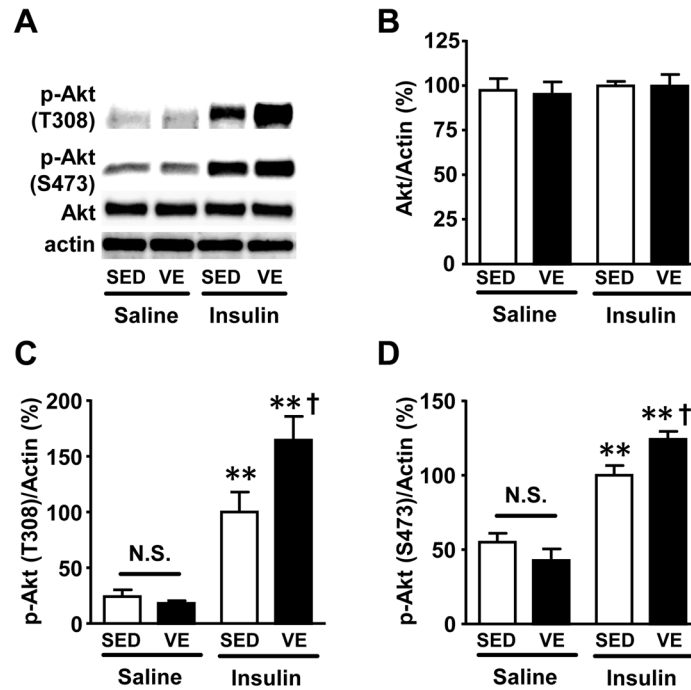 A
p-Akt
(T308)
p-Akt
(S473)
Akt
actin
SED VE SED VE
Saline Insulin
B
Akt/Actin (%)
125
100
75
50
25
0
SED VE SED VE
Saline Insulin
C
p-Akt (T308)/Actin (%)
200
150
100
50
0
N.S.
**
**†
SED VE SED VE
Saline Insulin
D
p-Akt (S473)/Actin (%)
150
100
50
0
N.S.
**
**†
SED VE SED VE
Saline Insulin